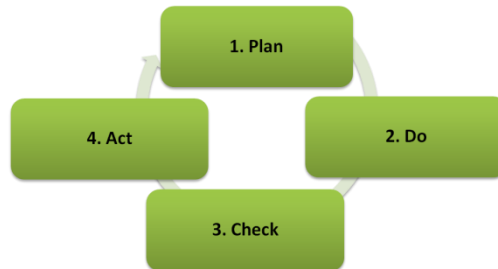 1. Plan
2. Do
3. Check
4. Act